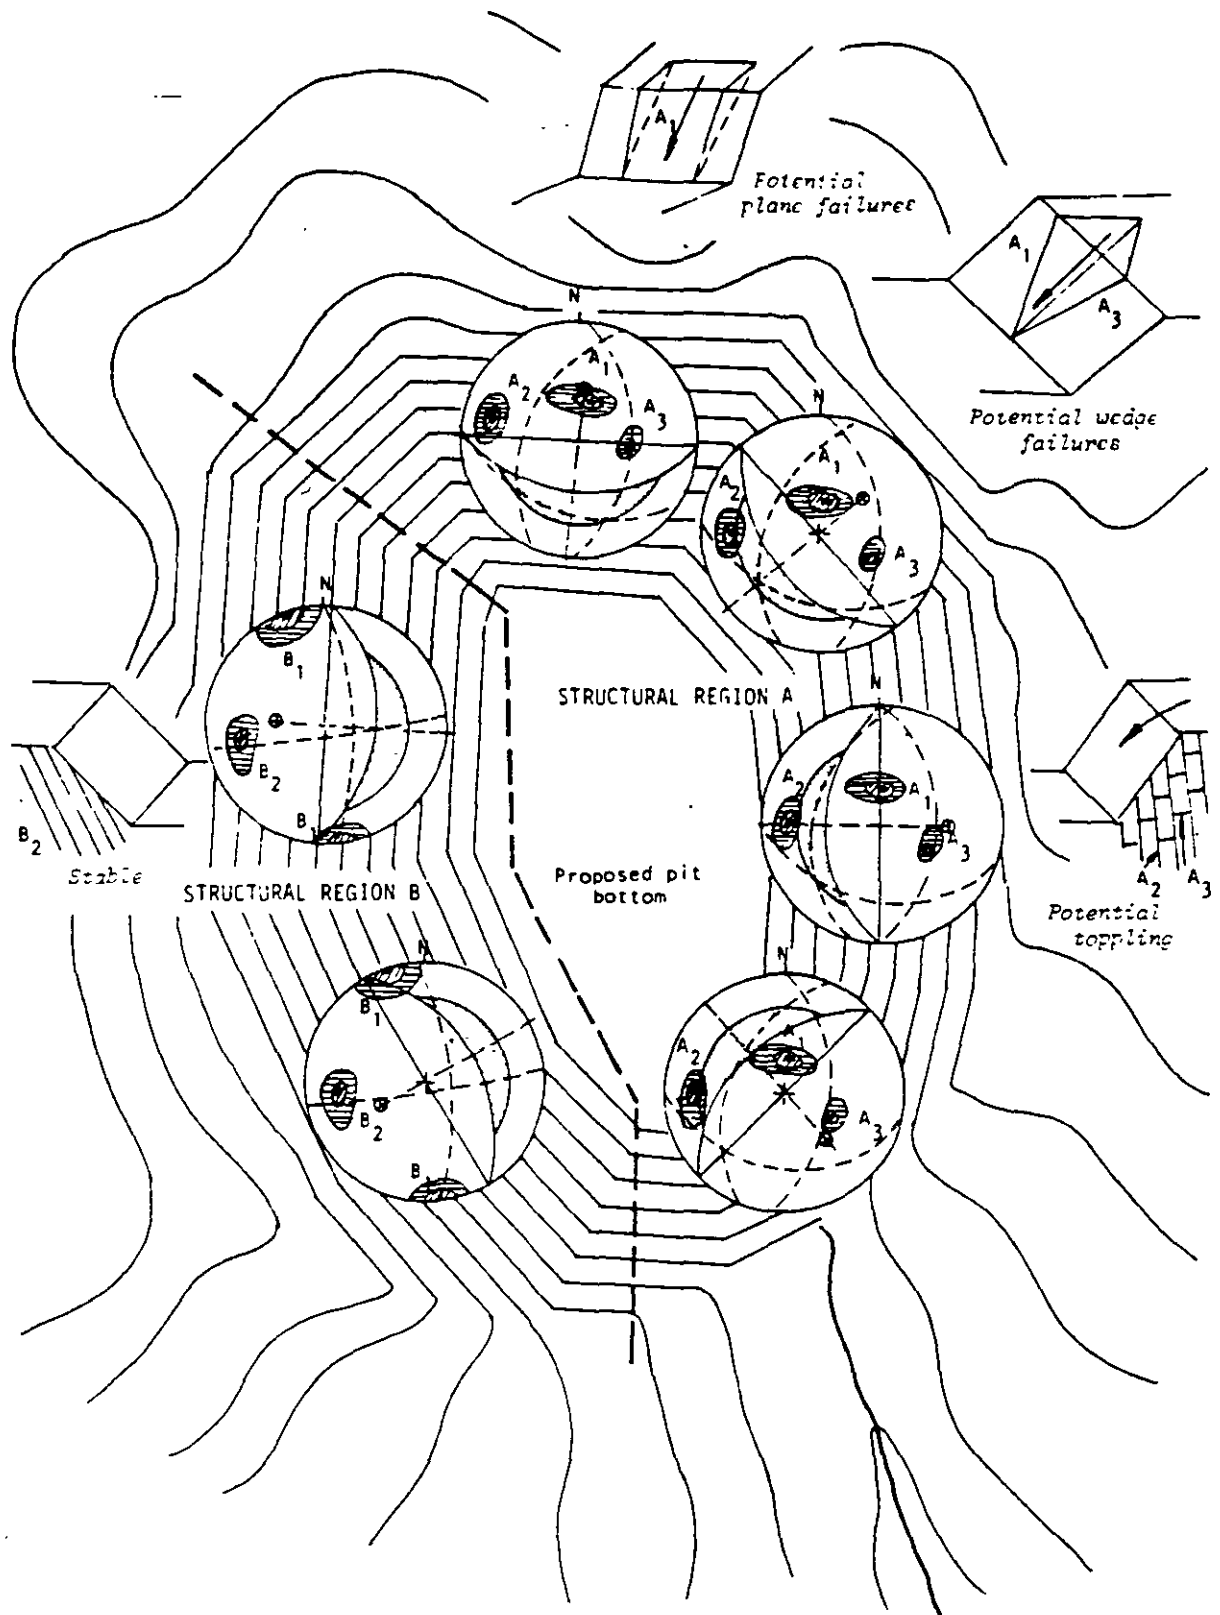 A1
Potential
plane failures
A1
A3
Potential wedge
failures
N
A1
A2
A3
N
A1
A2
A3
N
B1
B2
B1
STRUCTURAL REGION A
N
A2
A1
A3
B2
Stable
STRUCTURAL REGION B
Proposed pit
bottom
A2
A3
Potential
toppling
N
B1
B2
B1
N
A1
A2
A3